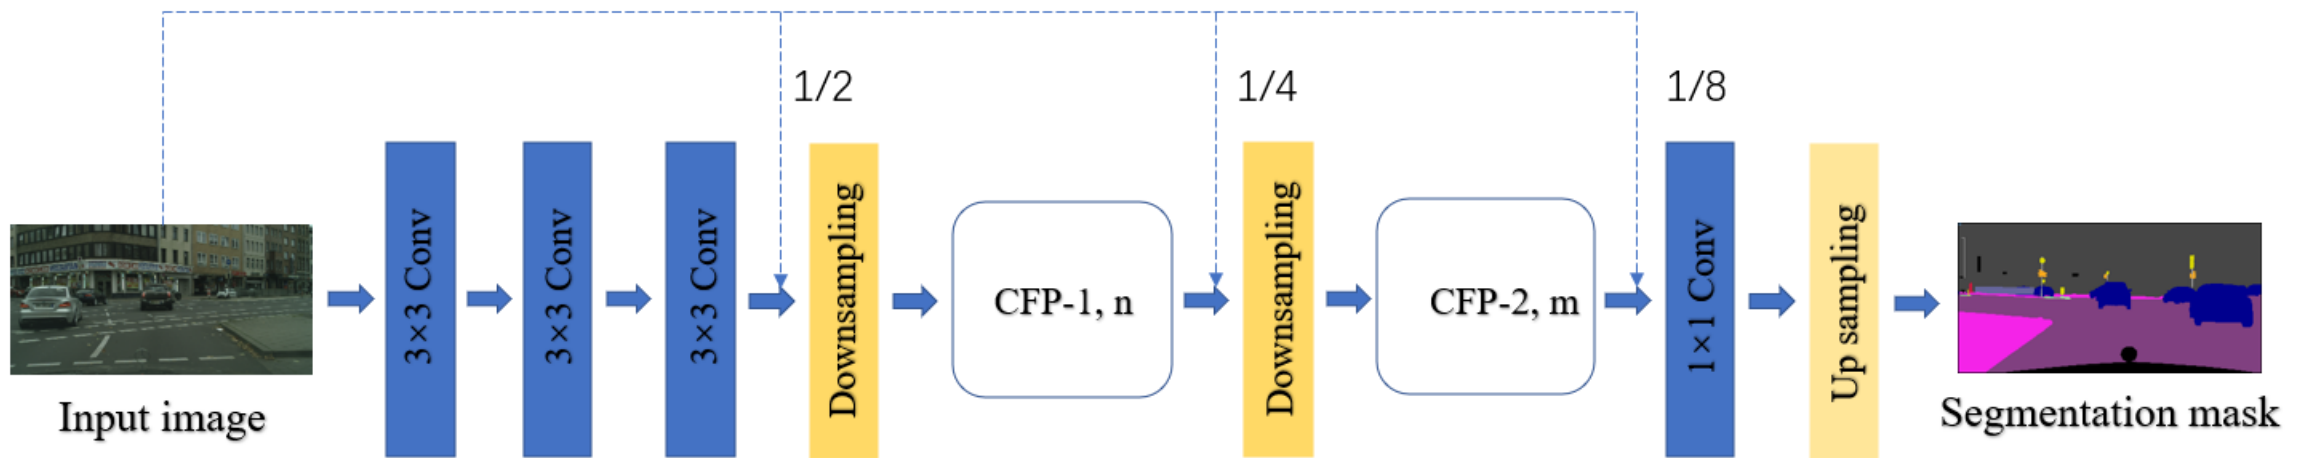 1/2
1/4
1/8
3×3 Conv
3×3 Conv
3×3 Conv
Downsampling
CFP-1, n
Downsampling
CFP-2, m
1×1 Conv
Up sampling
Input image
Segmentation mask